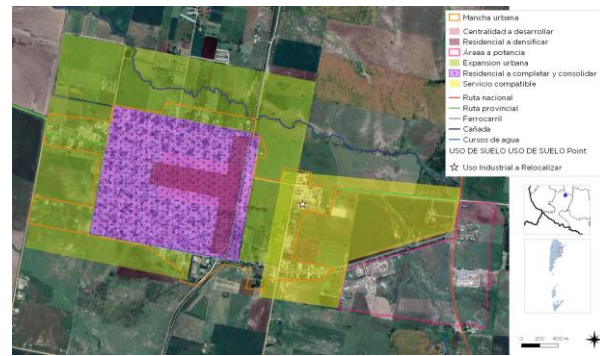 Mancha urbana
Centralidad a desarrollar
Residencial a densificar
Áreas a potencia
Expansion urbana
Residencial a completar y consolidar
Servicio compatible
Ruta nacional
Ruta provincial
Ferrocarril
Cañada
Cursos de agua
USO DE SUELO USO DE SUELO Point
Uso Industrial a Relocalizar
0 200 400 m